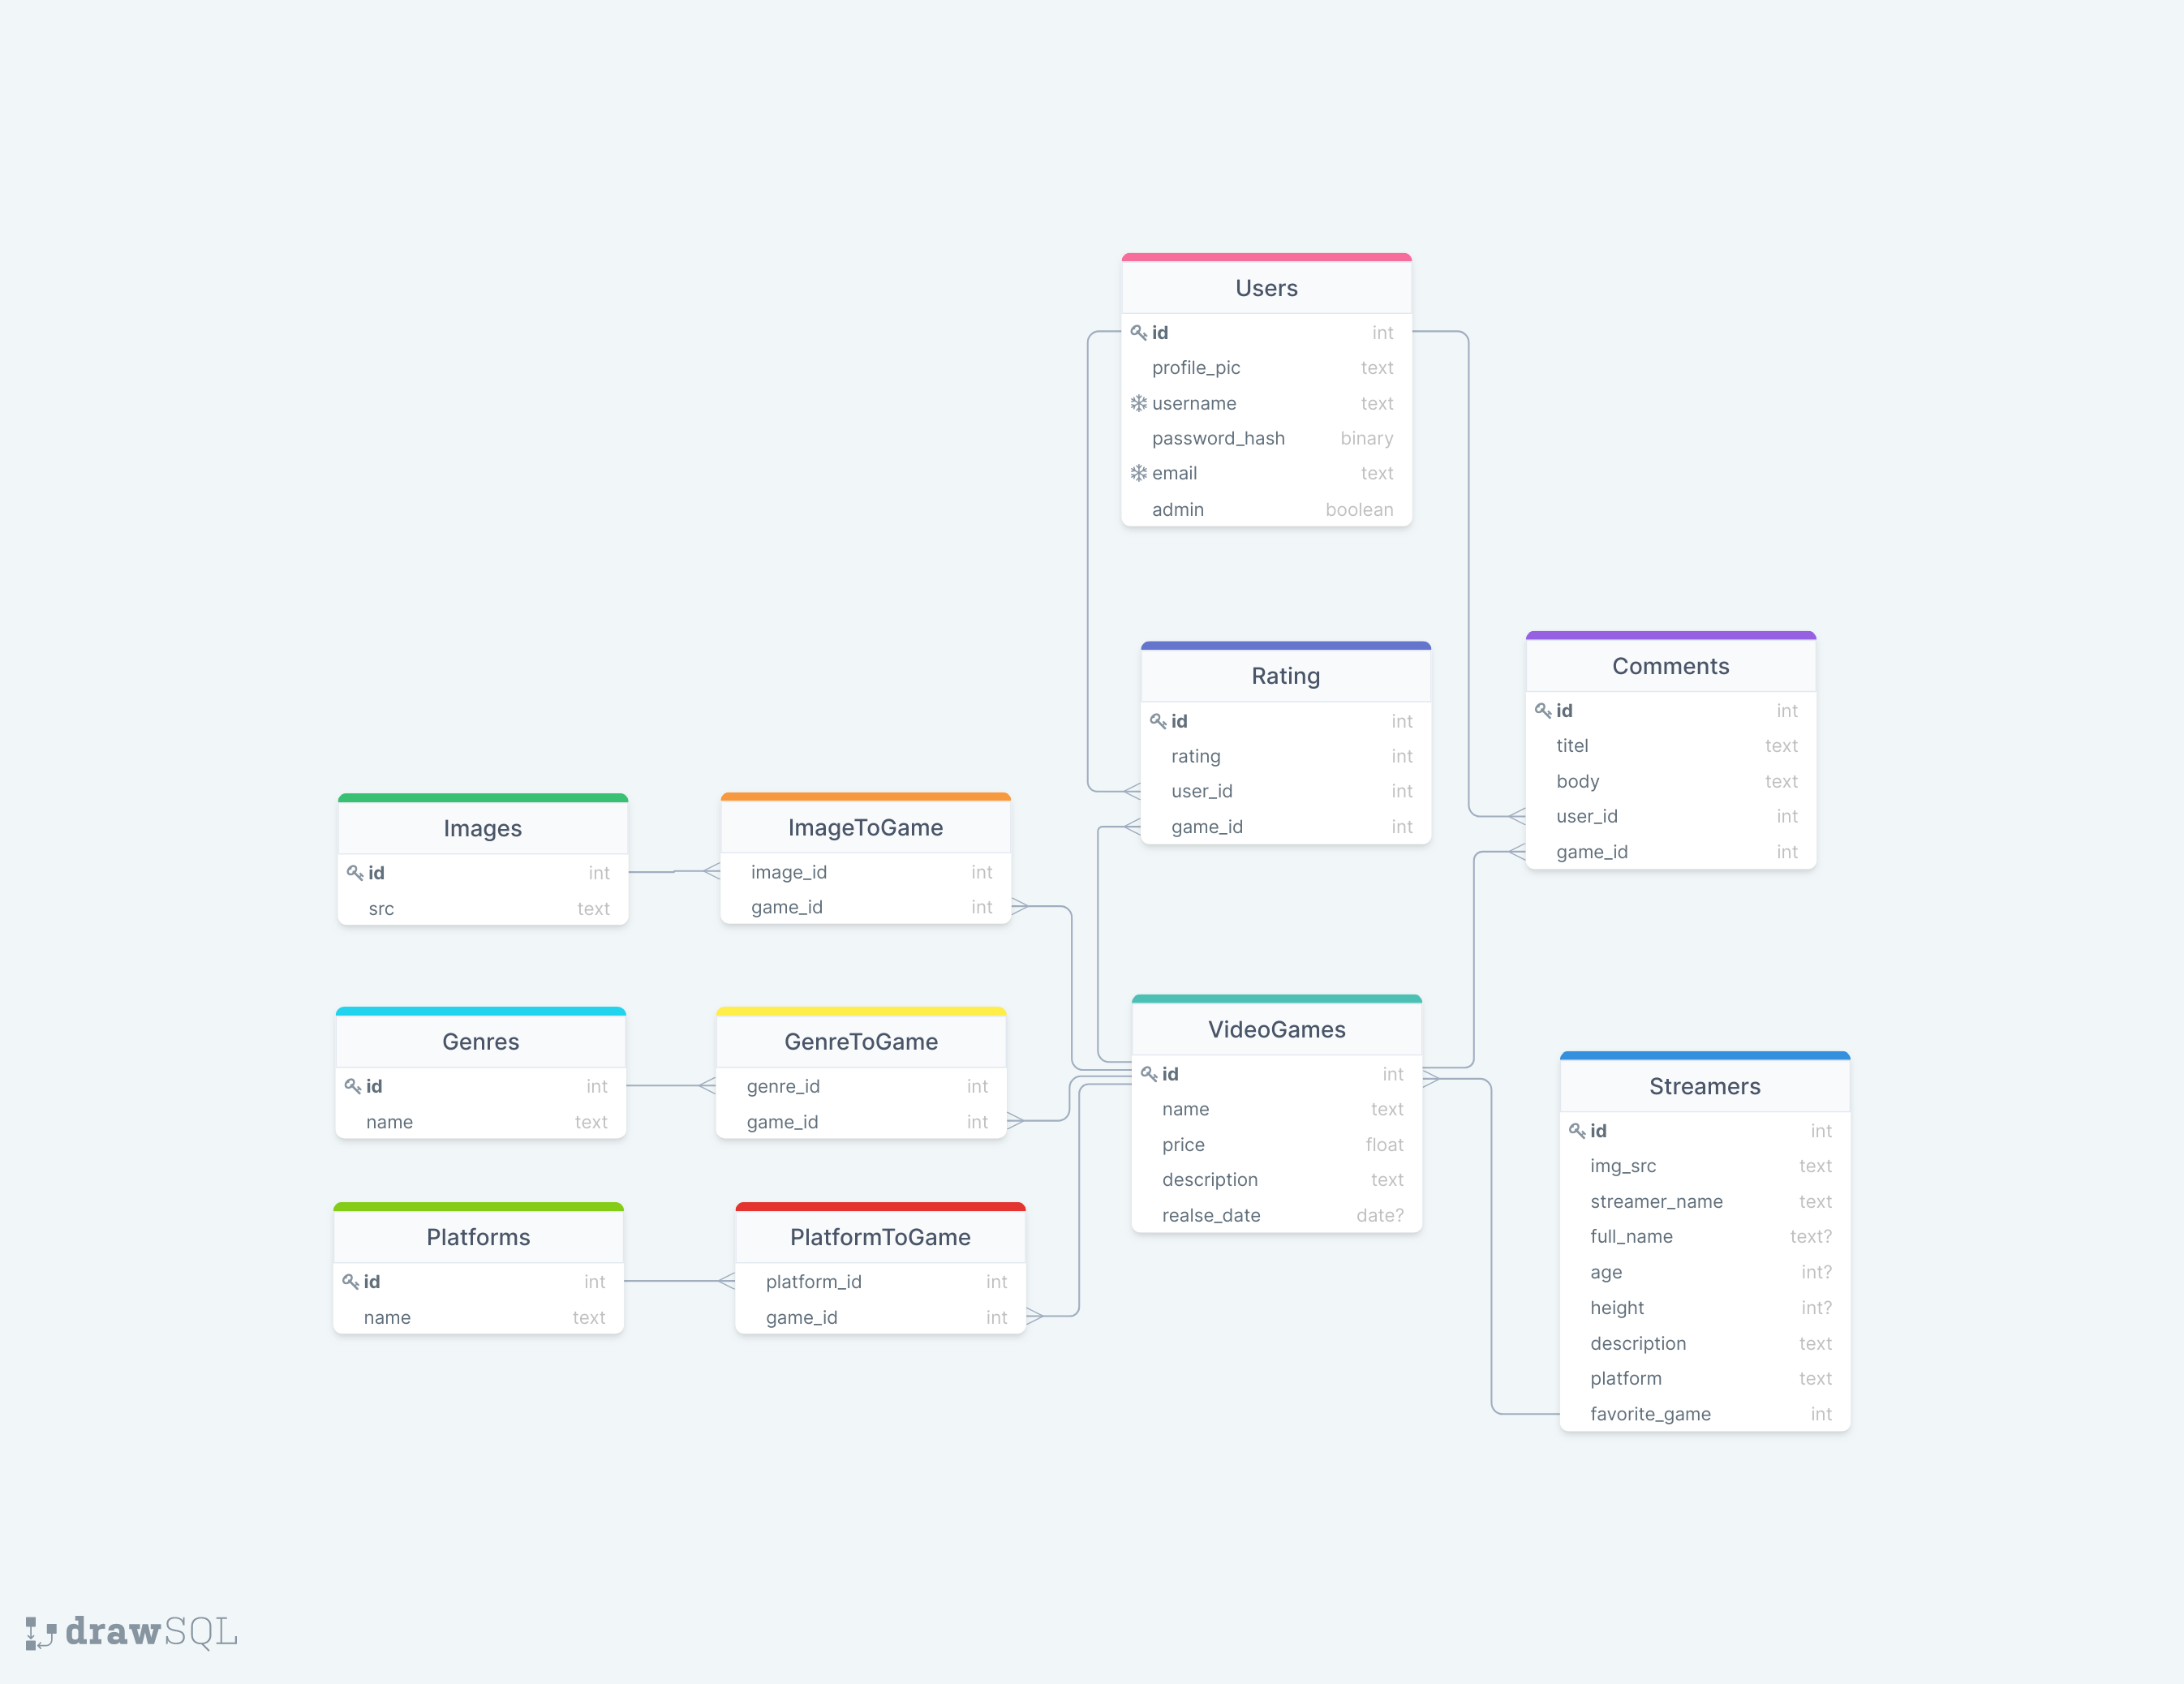 Users
id int
profile_pic text
username text
password_hash binary
email text
admin boolean
Rating
id int
rating int
user_id int
game_id int
Comments
id int
titel text
body text
user_id int
game_id int
Images
id int
src text
ImageToGame
image_id int
game_id int
Genres
id int
name text
GenreToGame
genre_id int
game_id int
VideoGames
id int
name text
price float
description text
realse_date date?
Streamers
id int
img_src text
streamer_name text
full_name text?
age int?
height int?
description text
platform text
favorite_game int
Platforms
id int
name text
PlatformToGame
platform_id int
game_id int
drawSQL